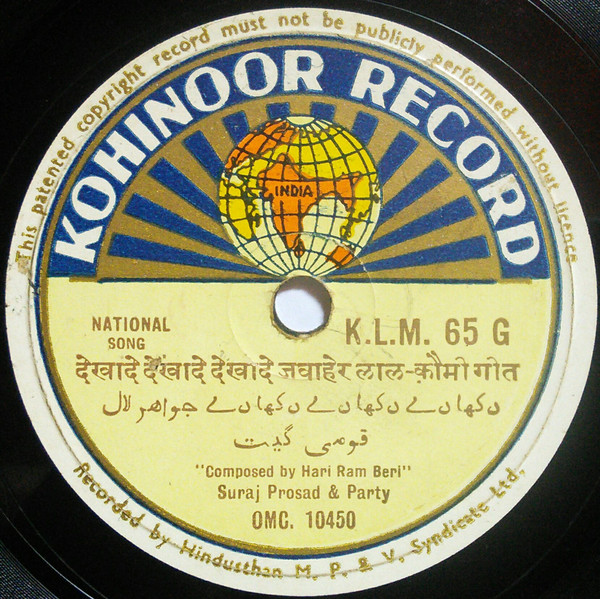 This patented copyright record must not be publicly performed without licence
KOHINOOR RECORD
INDIA
NATIONAL SONG
K.L.M. 65 G
देखादे देखादे देखादे जवाहेर लाल-क़ौमी गीत
دکھادے دکھادے دکھادے جواھر لال
قومی گیت
"Composed by Hari Ram Beri"
Suraj Prosad & Party
OMC. 10450
Recorded by Hindusthan M. P. & V. Syndicate Ltd,